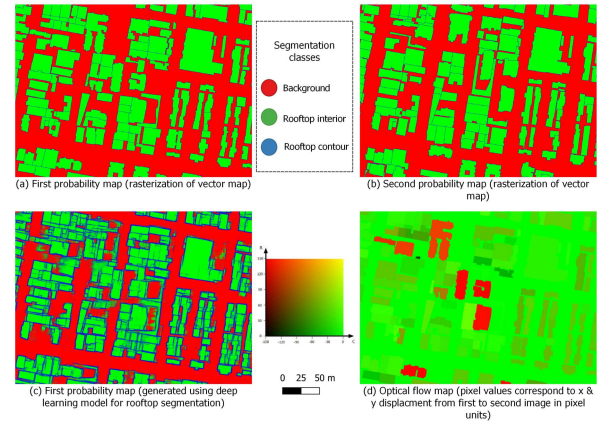 Segmentation
classes
Background
Rooftop interior
Rooftop contour
(a) First probability map (rasterization of vector map)
(b) Second probability map (rasterization of vector
map)
0 25 50 m
(c) First probability map (generated using deep
learning model for rooftop segmentation)
(d) Optical flow map (pixel values correspond to x &
y displacment from first to second image in pixel
units)